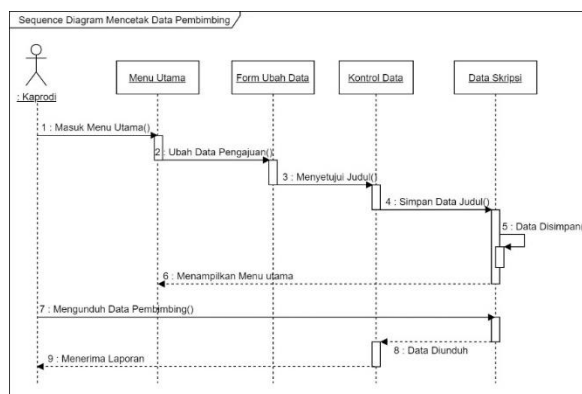 Sequence Diagram Mencetak Data Pembimbing
: Kaprodi
Menu Utama
Form Ubah Data
Kontrol Data
Data Skripsi
1 : Masuk Menu Utama()
2 : Ubah Data Pengajuan()
3 : Menyetujui Judul()
4 : Simpan Data Judul()
5 : Data Disimpan()
6 : Menampilkan Menu utama
7 : Mengunduh Data Pembimbing()
8 : Data Diunduh
9 : Menerima Laporan